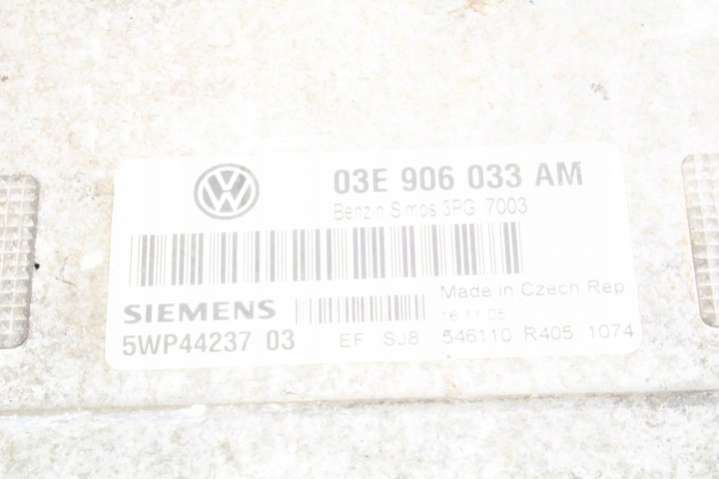 03E 906 033 AM
Benzin Simos 3PG 7003
Made in Czech Rep
SIEMENS
5WP44237 03
EF SJ8 546110 R405 1074